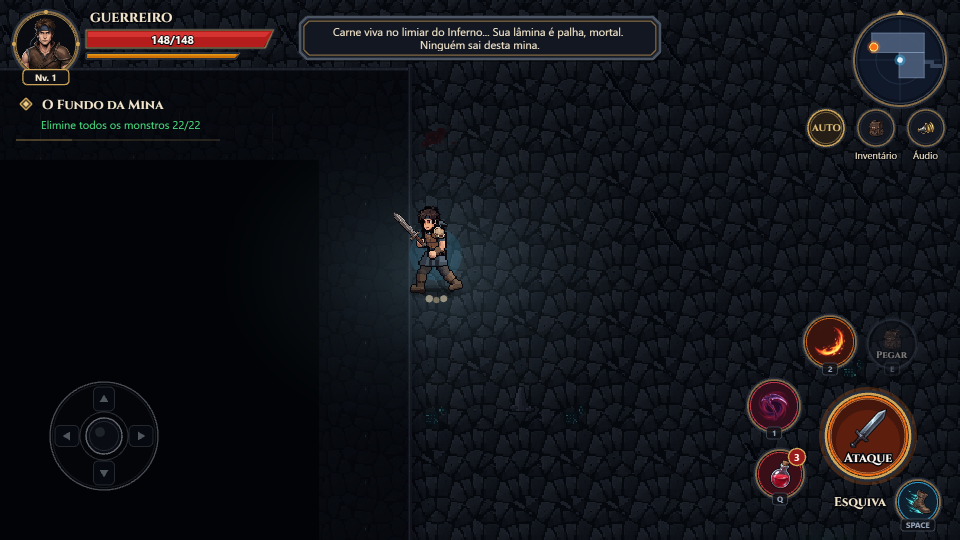 GUERREIRO
148/148
Nv. 1
Carne viva no limiar do Inferno... Sua lâmina é palha, mortal.
Ninguém sai desta mina.
O Fundo da Mina
Elimine todos os monstros 22/22
AUTO
Inventário
Áudio
2
PEGAR
E
1
3
Q
ATAQUE
ESQUIVA
SPACE